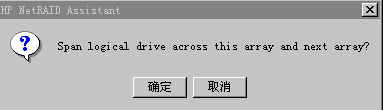 HP NetRAID Assistant
Span logical drive across this array and next array?
确定 取消